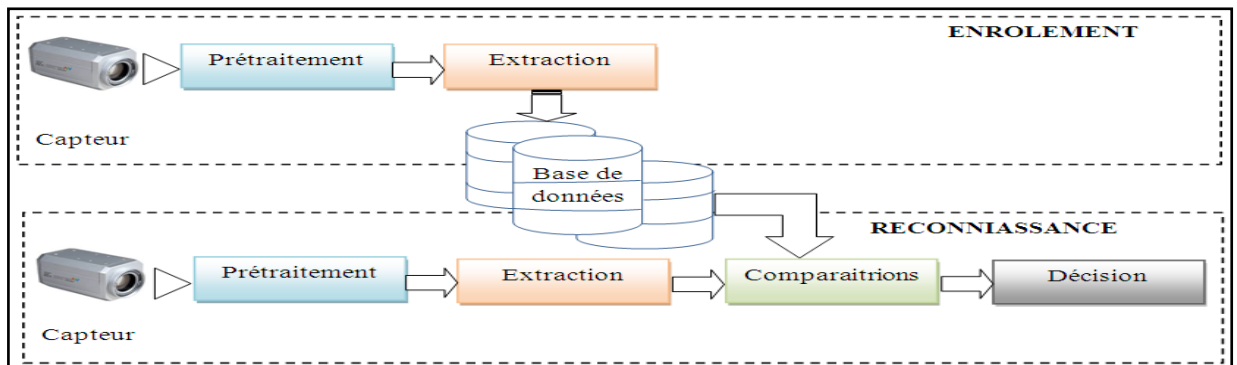 ENROLEMENT
Prétraitement
Extraction
Capteur
Base de
données
RECONNIASSANCE
Prétraitement
Extraction
Comparaitrions
Décision
Capteur